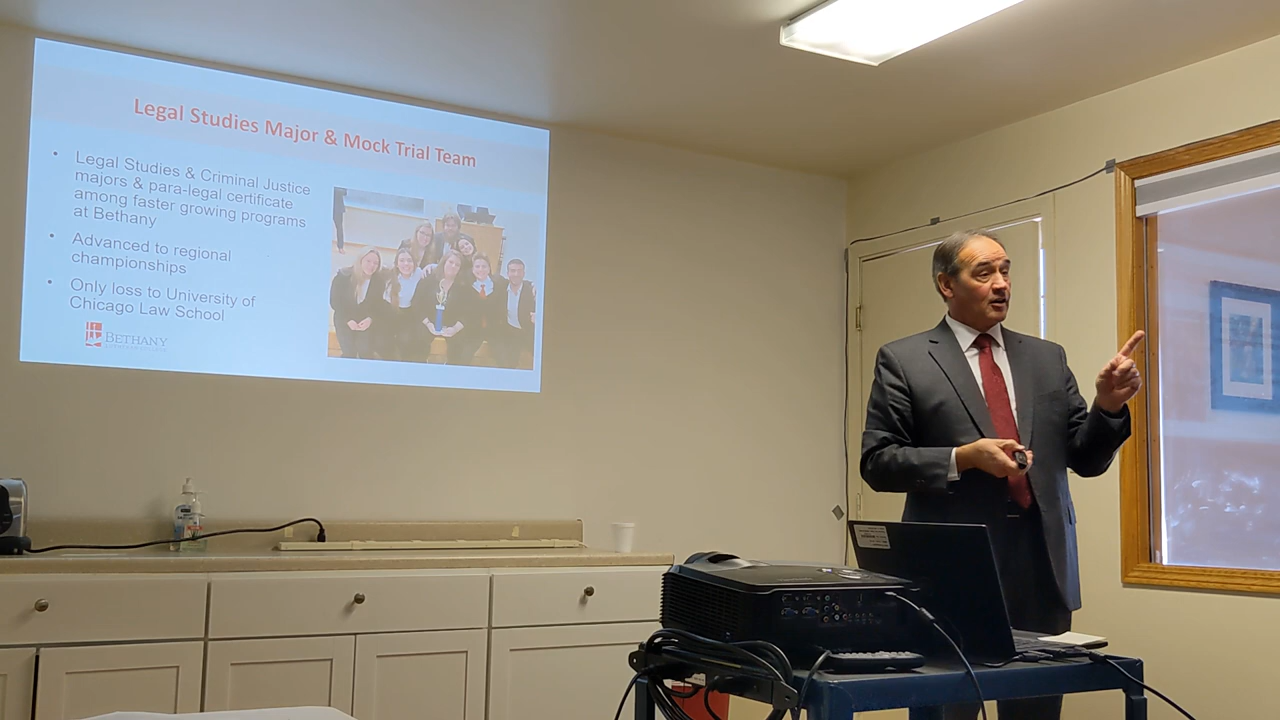 Legal Studies Major & Mock Trial Team
• Legal Studies & Criminal Justice
majors & para-legal certificate
among faster growing programs
at Bethany
• Advanced to regional
championships
• Only loss to University of
Chicago Law School
BETHANY